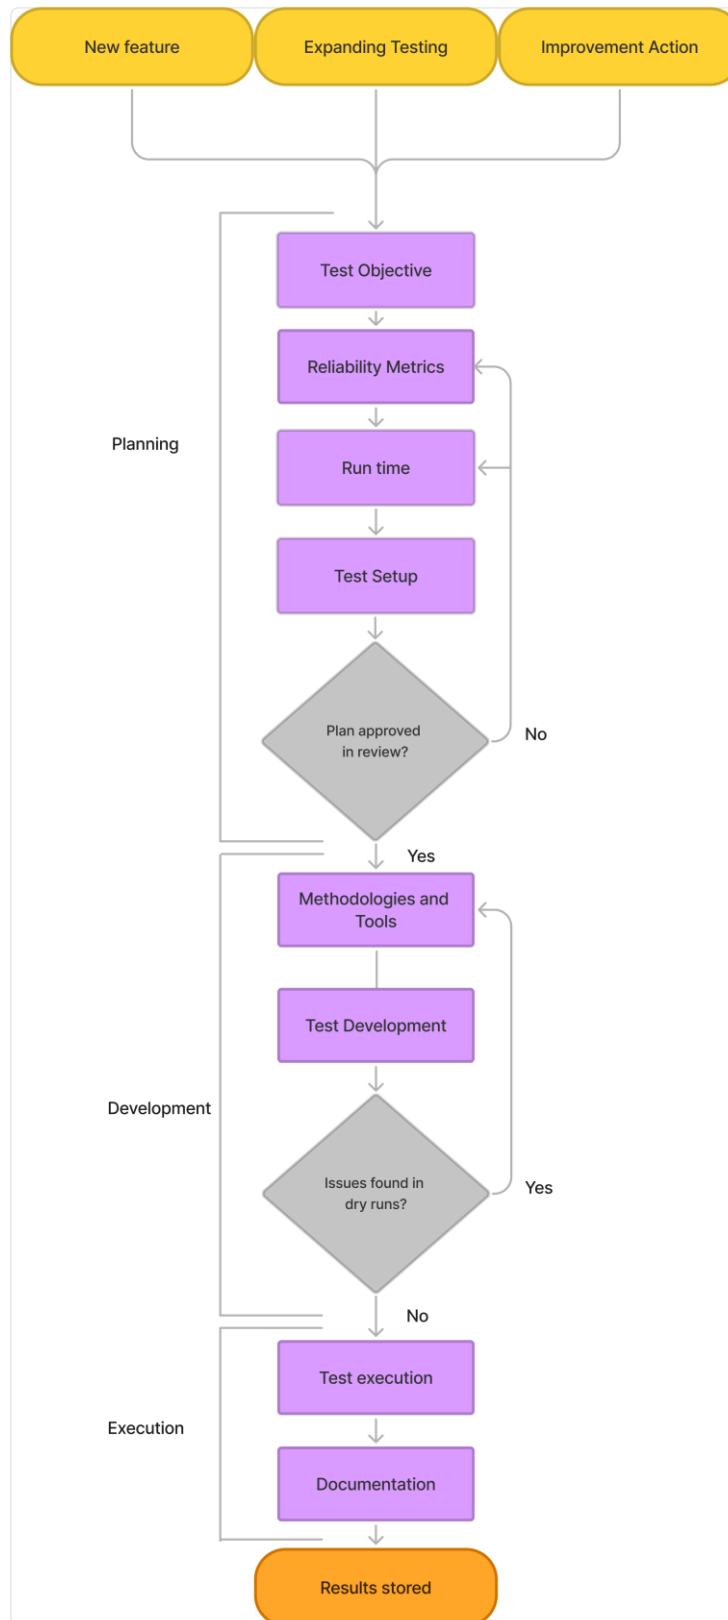 New feature
Expanding Testing
Improvement Action
Test Objective
Reliability Metrics
Planning
Run time
Test Setup
Plan approved
in review?
No
Yes
Methodologies and
Tools
Test Development
Development
Issues found in
dry runs?
Yes
No
Test execution
Execution
Documentation
Results stored